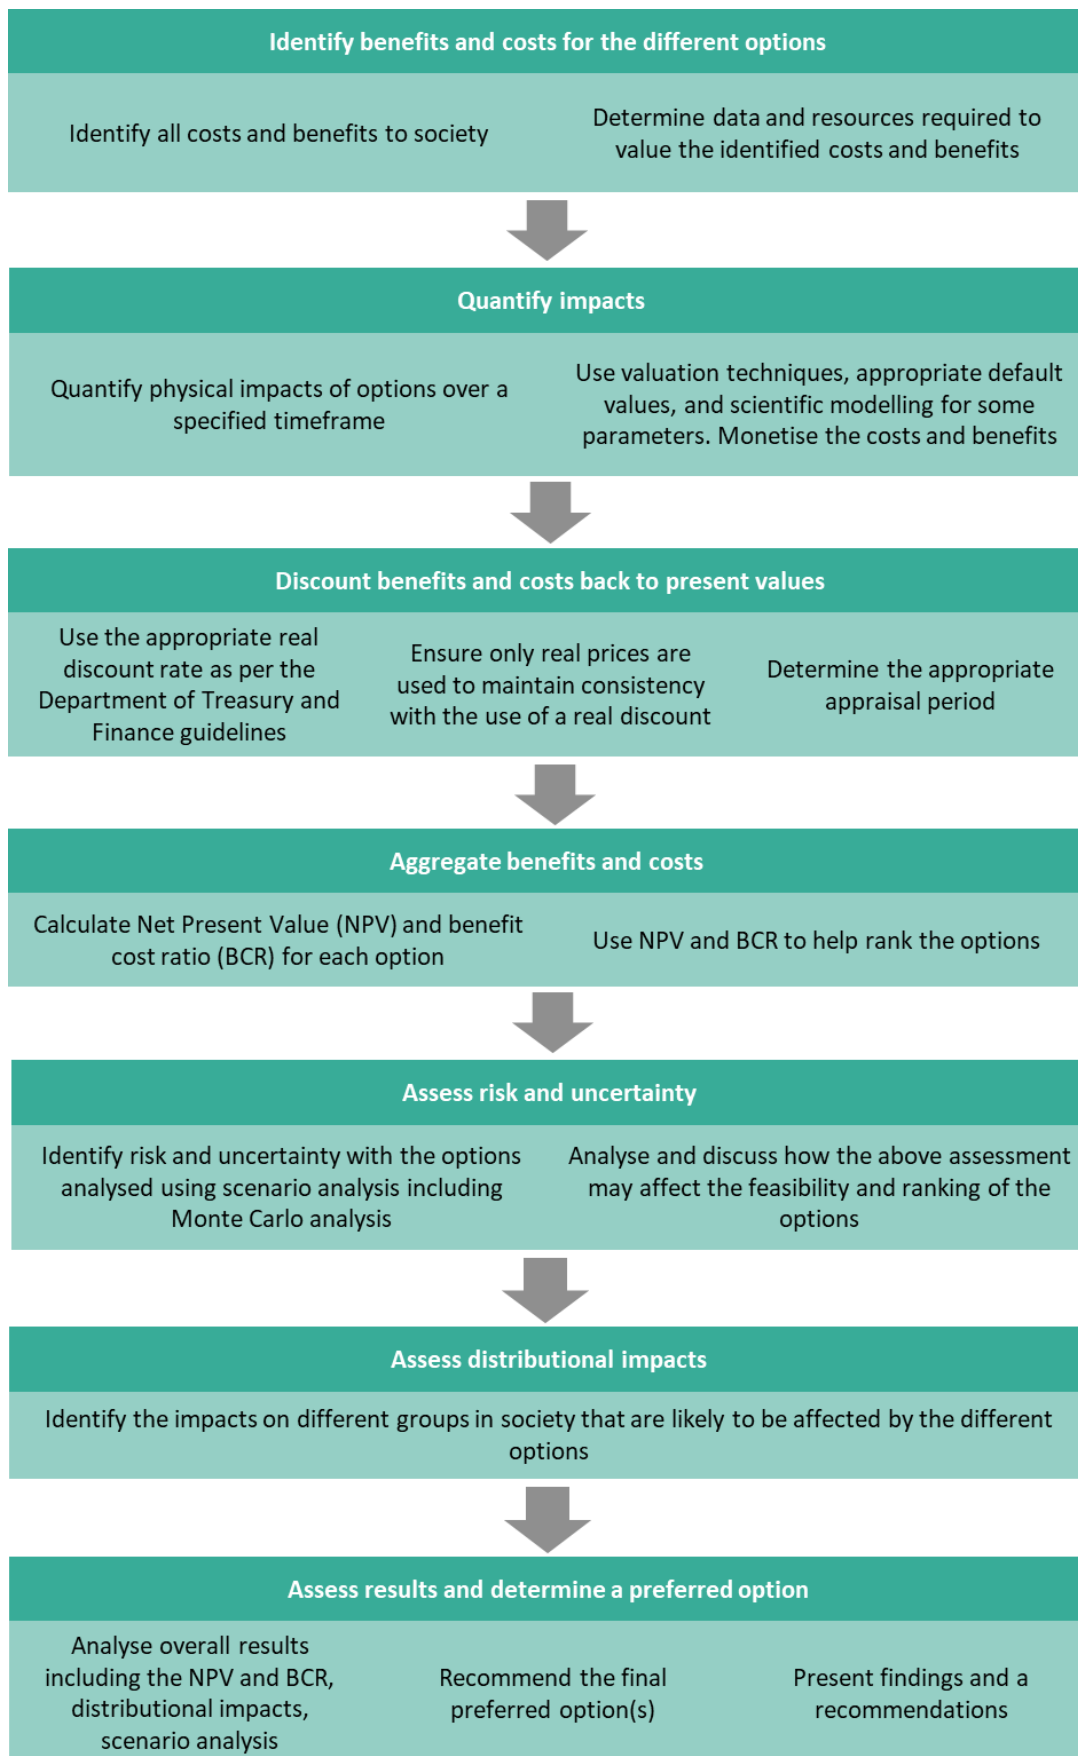 Identify benefits and costs for the different options
Identify all costs and benefits to society
Determine data and resources required to
value the identified costs and benefits
Quantify impacts
Quantify physical impacts of options over a
specified timeframe
Use valuation techniques, appropriate default
values, and scientific modelling for some
parameters. Monetise the costs and benefits
Discount benefits and costs back to present values
Use the appropriate real
discount rate as per the
Department of Treasury and
Finance guidelines
Ensure only real prices are
used to maintain consistency
with the use of a real discount
Determine the appropriate
appraisal period
Aggregate benefits and costs
Calculate Net Present Value (NPV) and benefit
cost ratio (BCR) for each option
Use NPV and BCR to help rank the options
Assess risk and uncertainty
Identify risk and uncertainty with the options
analysed using scenario analysis including
Monte Carlo analysis
Analyse and discuss how the above assessment
may affect the feasibility and ranking of the
options
Assess distributional impacts
Identify the impacts on different groups in society that are likely to be affected by the different
options
Assess results and determine a preferred option
Analyse overall results
including the NPV and BCR,
distributional impacts,
scenario analysis
Recommend the final
preferred option(s)
Present findings and a
recommendations